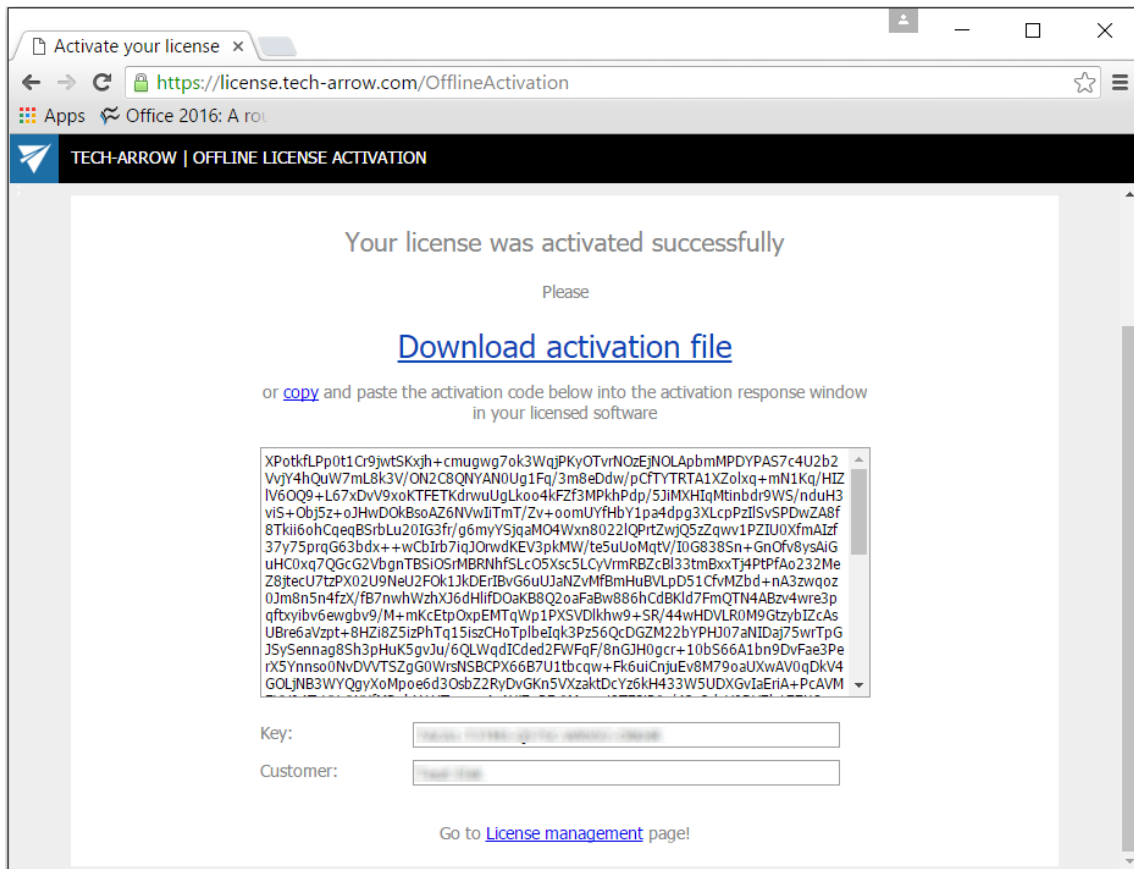 Activate your license
https://license.tech-arrow.com/OfflineActivation
Apps Office 2016: A rou
TECH-ARROW | OFFLINE LICENSE ACTIVATION
Your license was activated successfully
Please
Download activation file
or copy and paste the activation code below into the activation response window
in your licensed software
XPotkfLPp0t1Cr9jwtSKxjh+cmugwg7ok3WqjPKyOTvrNOzEjNOLApbmMPDYPAS7c4U2b2
VvjY4hQuW7mL8k3V/ON2C8QNYAN0Ug1Fq/3m8eDdw/pCfTYTRTA1XZolxq+mN1Kq/HIZ
lV6OQ9+L67xDvV9xoKTFETKdrwuUgLkoo4kFZf3MPkhPdp/5JiMXHIqMtinbdr9WS/nduH3
viS+Obj5z+oJHwDOkBsoAZ6NVwIiTmT/Zv+oomUYfHbY1pa4dpg3XLcpPzIlSvSPDwZA8f
8Tkii6ohCqeqBSrbLu20IG3fr/g6myYSjqaMO4Wxn8022lQPrtZwjQ5zZqwv1PZIU0XfmAIzf
37y75prqG63bdx++wCbIrb7iqJOrwdKEV3pkMW/te5uUoMqtV/I0G838Sn+GnOfv8ysAiG
uHC0xq7QGcG2VbgnTBSiOSrMBRNhfSLcO5Xsc5LCyVrmRBZcBl33tmBxxTj4PtPfAo232Me
Z8jtecU7tzPX02U9NeU2FOk1JkDErIBvG6uUJaNZvMfBmHuBVLpD51CfvMZbd+nA3zwqoz
0Jm8n5n4fzX/fB7nwhWzhXJ6dHlifDOaKB8Q2oaFaBw886hCdBKld7FmQTN4ABzv4wre3p
qftxyibv6ewgbv9/M+mKcEtpOxpEMTqWp1PXSVDlkhw9+SR/44wHDVLR0M9GtzybIZcAs
UBre6aVzpt+8HZi8Z5izPhTq15iszCHoTplbeIqk3Pz56QcDGZM22bYPHJ07aNIDaj75wrTpG
JSySennag8Sh3pHuK5gvJu/6QLWqdICded2FWFqF/8nGJH0gcr+10bS66A1bn9DvFae3Pe
rX5Ynnso0NvDVVTSZgG0WrsNSBCPX66B7U1tbcqw+Fk6uiCnjuEv8M79oaUXwAV0qDkV4
GOLjNB3WYQgyXoMpoe6d3OsbZ2RyDvGKn5VXzaktDcYz6kH433W5UDXGvIaEriA+PcAVM
Key:
Customer:
Go to License management page!